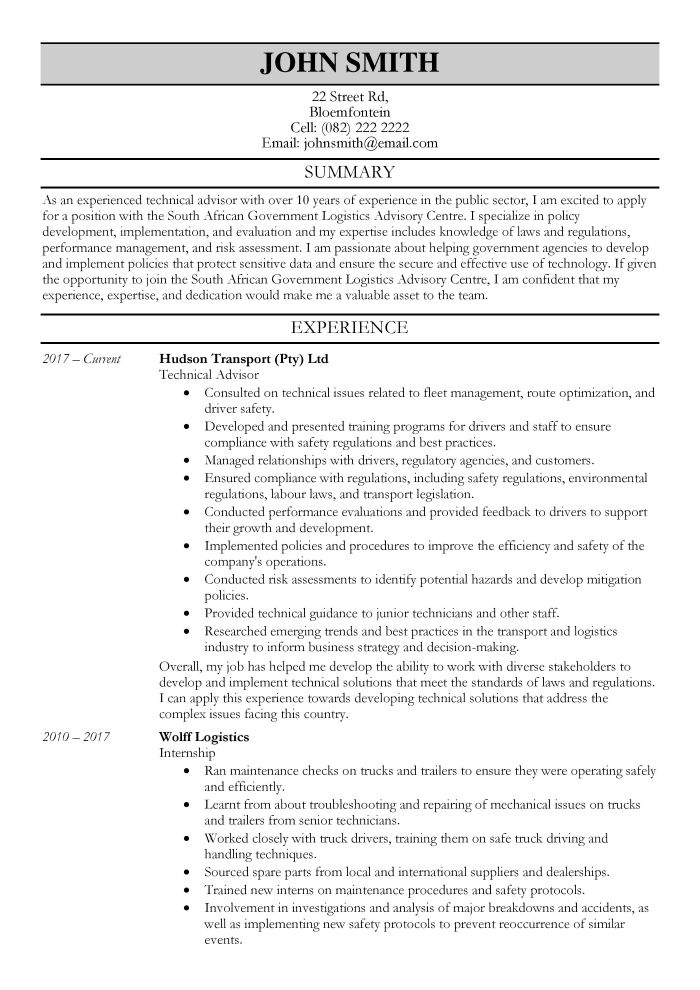 JOHN SMITH
22 Street Rd,
Bloemfontein
Cell: (082) 222 2222
Email: johnsmith@email.com
SUMMARY
As an experienced technical advisor with over 10 years of experience in the public sector, I am excited to apply
for a position with the South African Government Logistics Advisory Centre. I specialize in policy
development, implementation, and evaluation and my expertise includes knowledge of laws and regulations,
performance management, and risk assessment. I am passionate about helping government agencies to develop
and implement policies that protect sensitive data and ensure the secure and effective use of technology. If given
the opportunity to join the South African Government Logistics Advisory Centre, I am confident that my
experience, expertise, and dedication would make me a valuable asset to the team.
EXPERIENCE
2017 – Current Hudson Transport (Pty) Ltd
Technical Advisor
• Consulted on technical issues related to fleet management, route optimization, and
driver safety.
• Developed and presented training programs for drivers and staff to ensure
compliance with safety regulations and best practices.
• Managed relationships with drivers, regulatory agencies, and customers.
• Ensured compliance with regulations, including safety regulations, environmental
regulations, labour laws, and transport legislation.
• Conducted performance evaluations and provided feedback to drivers to support
their growth and development.
• Implemented policies and procedures to improve the efficiency and safety of the
company's operations.
• Conducted risk assessments to identify potential hazards and develop mitigation
policies.
• Provided technical guidance to junior technicians and other staff.
• Researched emerging trends and best practices in the transport and logistics
industry to inform business strategy and decision-making.
Overall, my job has helped me develop the ability to work with diverse stakeholders to
develop and implement technical solutions that meet the standards of laws and regulations.
I can apply this experience towards developing technical solutions that address the
complex issues facing this country.
2010 – 2017 Wolff Logistics
Internship
• Ran maintenance checks on trucks and trailers to ensure they were operating safely
and efficiently.
• Learnt from about troubleshooting and repairing of mechanical issues on trucks
and trailers from senior technicians.
• Worked closely with truck drivers, training them on safe truck driving and
handling techniques.
• Sourced spare parts from local and international suppliers and dealerships.
• Trained new interns on maintenance procedures and safety protocols.
• Involvement in investigations and analysis of major breakdowns and accidents, as
well as implementing new safety protocols to prevent reoccurrence of similar
events.